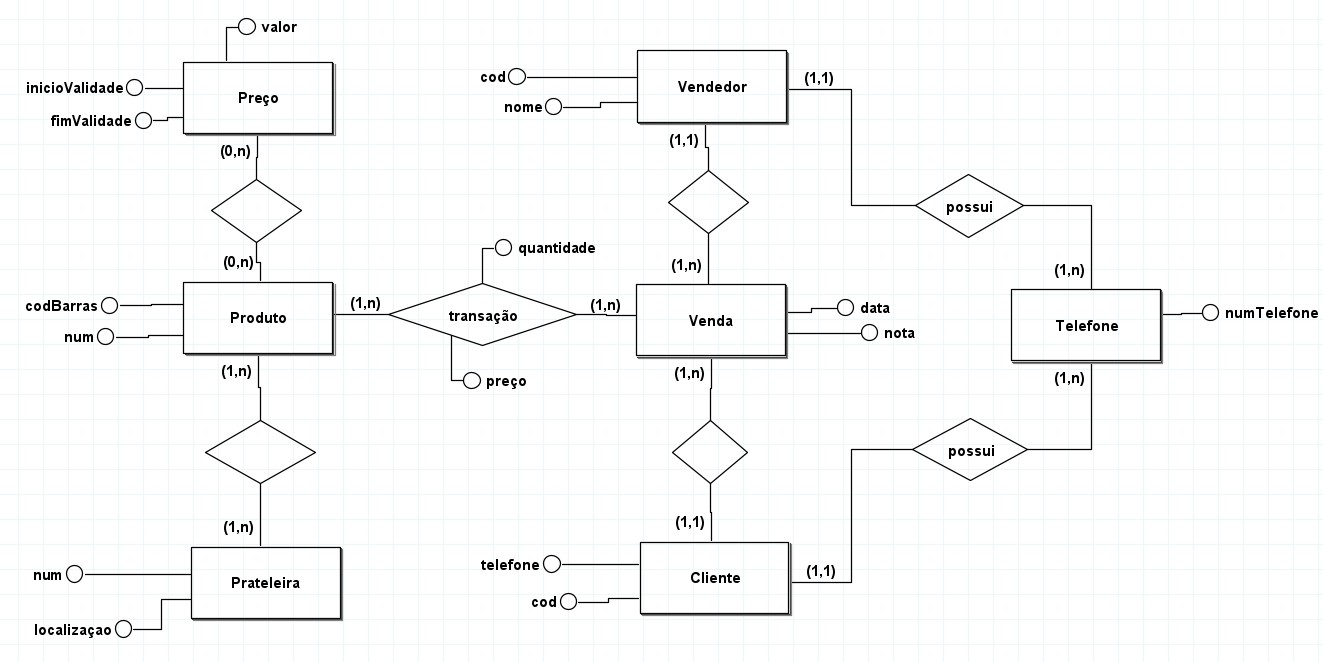 valor
inicioValidade
Preço
fimValidade
(0,n)
(0,n)
codBarras
Produto
num
(1,n)
(1,n)
transação
quantidade
preço
(1,n)
(1,n)
num
Prateleira
localizaçao
cod
Vendedor
nome
(1,1)
(1,1)
(1,n)
Venda
data
nota
(1,n)
(1,1)
telefone
Cliente
cod
(1,1)
possui
(1,n)
Telefone
numTelefone
(1,n)
possui